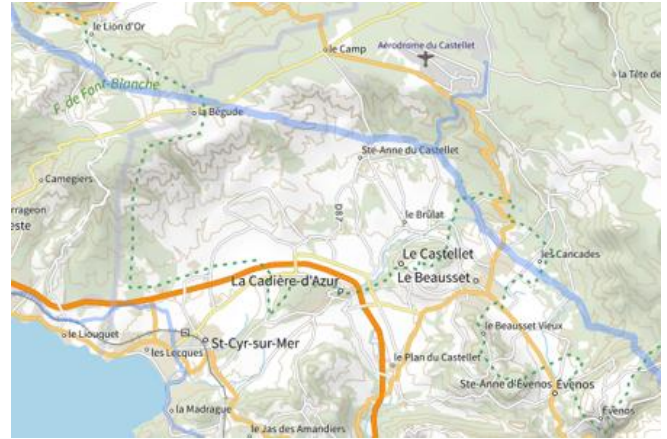 le Lion d'Or
Aérodrome du Castellet
le Camp
la Tête de
F. de Font-Blanche
la Bégude
Ste-Anne du Castellet
Camegiers
rrageon
este
D87
le Brûlat
Le Castellet
les Cancades
La Cadière-d'Azur
Le Beausset
P
le Liouquet
St-Cyr-sur-Mer
le Beausset Vieux
les Lecques
le Plan du Castellet
Ste-Anne d'Évenos
Évenos
la Madrague
Évenos
le Jas des Amandiers